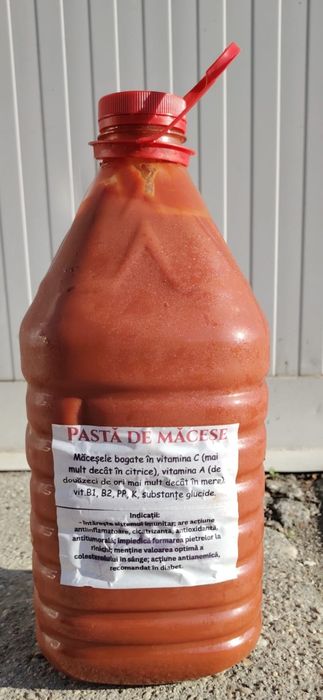 PASTĂ DE MĂCEȘE
Măceșele bogate în vitamina C (mai
mult decât în citrice), vitamina A (de
douăzeci de ori mai mult decât în mere),
vit B1, B2, PP, K, substanțe glucide.
Indicații:
- întărește sistemul imunitar; are acțiune
antiinflamatoare, cicatrizantă, antioxidantă,
antitumorală; împiedică formarea pietrelor la
rinichi; menține valoarea optimă a
colesterolului în sânge; acțiune antianemică,
recomandat în diabet.